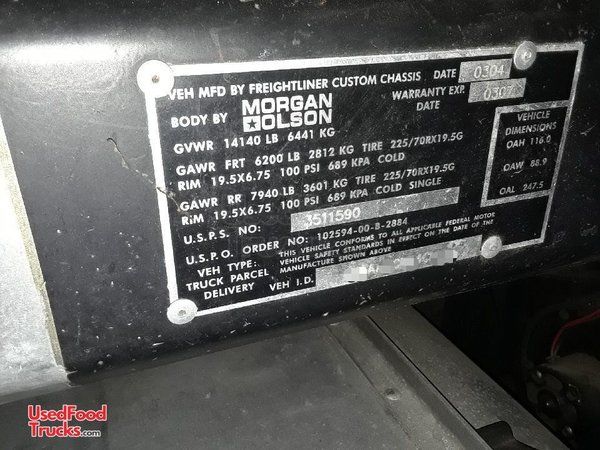 VEH MFD BY FREIGHTLINER CUSTOM CHASSIS DATE 0304
BODY BY MORGAN OLSON
WARRANTY EXP. DATE 0307
GVWR 14140 LB 6441 KG
GAWR FRT 6200 LB 2812 KG TIRE 225/70RX19.5G
RIM 19.5X6.75 100 PSI 689 KPA COLD
GAWR RR 7940 LB 3601 KG TIRE 225/70RX19.5G
RIM 19.5X6.75 100 PSI 689 KPA COLD SINGLE
U.S.P.S. NO: 3511590
U.S.P.O. ORDER NO: 102594-00-B-2884
VEH TYPE:
TRUCK PARCEL
DELIVERY
THIS VEHICLE CONFORMS TO ALL APPLICABLE FEDERAL MOTOR
VEHICLE SAFETY STANDARDS IN EFFECT ON THE DATE OF
MANUFACTURE SHOWN ABOVE
VEH I.D.
VEHICLE
DIMENSIONS
OAH 116.0
OAW 88.9
OAL 247.5
UsedFood
Trucks.com